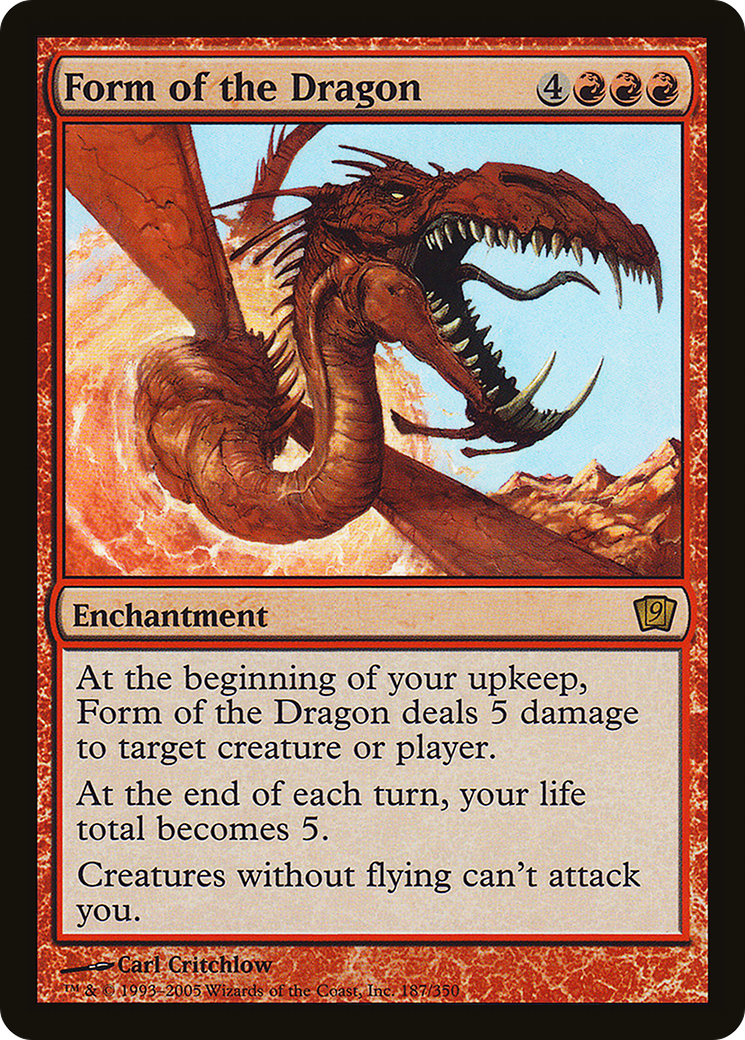 Form of the Dragon 4
Enchantment 9
At the beginning of your upkeep,
Form of the Dragon deals 5 damage
to target creature or player.
At the end of each turn, your life
total becomes 5.
Creatures without flying can't attack
you.
Carl Critchlow
™ & © 1993–2005 Wizards of the Coast, Inc. 187/350